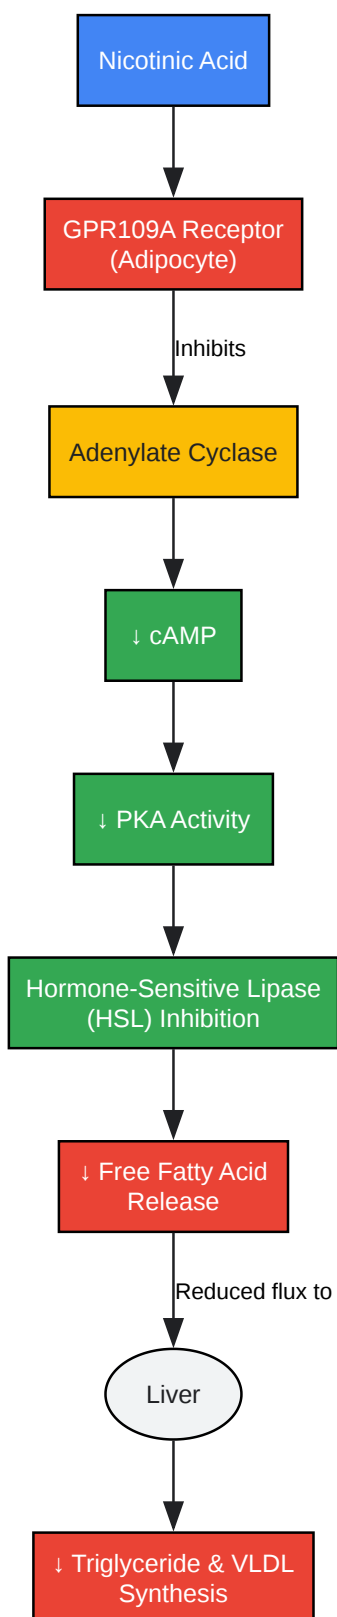 Nicotinic Acid
GPR109A Receptor
(Adipocyte)
Inhibits
Adenylate Cyclase
↓ cAMP
↓ PKA Activity
Hormone-Sensitive Lipase
(HSL) Inhibition
↓ Free Fatty Acid
Release
Reduced flux to
Liver
↓ Triglyceride & VLDL
Synthesis